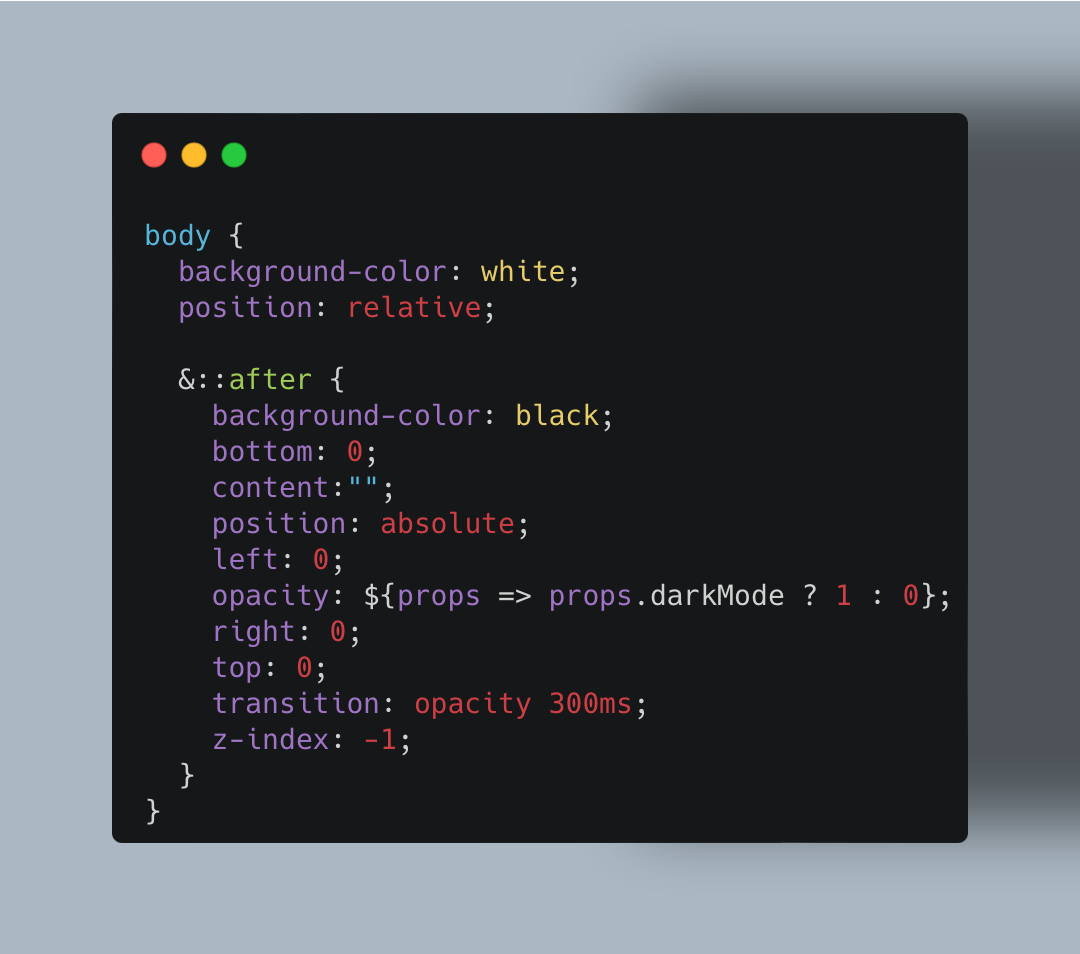 body {
  background-color: white;
  position: relative;

  &::after {
    background-color: black;
    bottom: 0;
    content:"";
    position: absolute;
    left: 0;
    opacity: ${props => props.darkMode ? 1 : 0};
    right: 0;
    top: 0;
    transition: opacity 300ms;
    z-index: -1;
  }
}